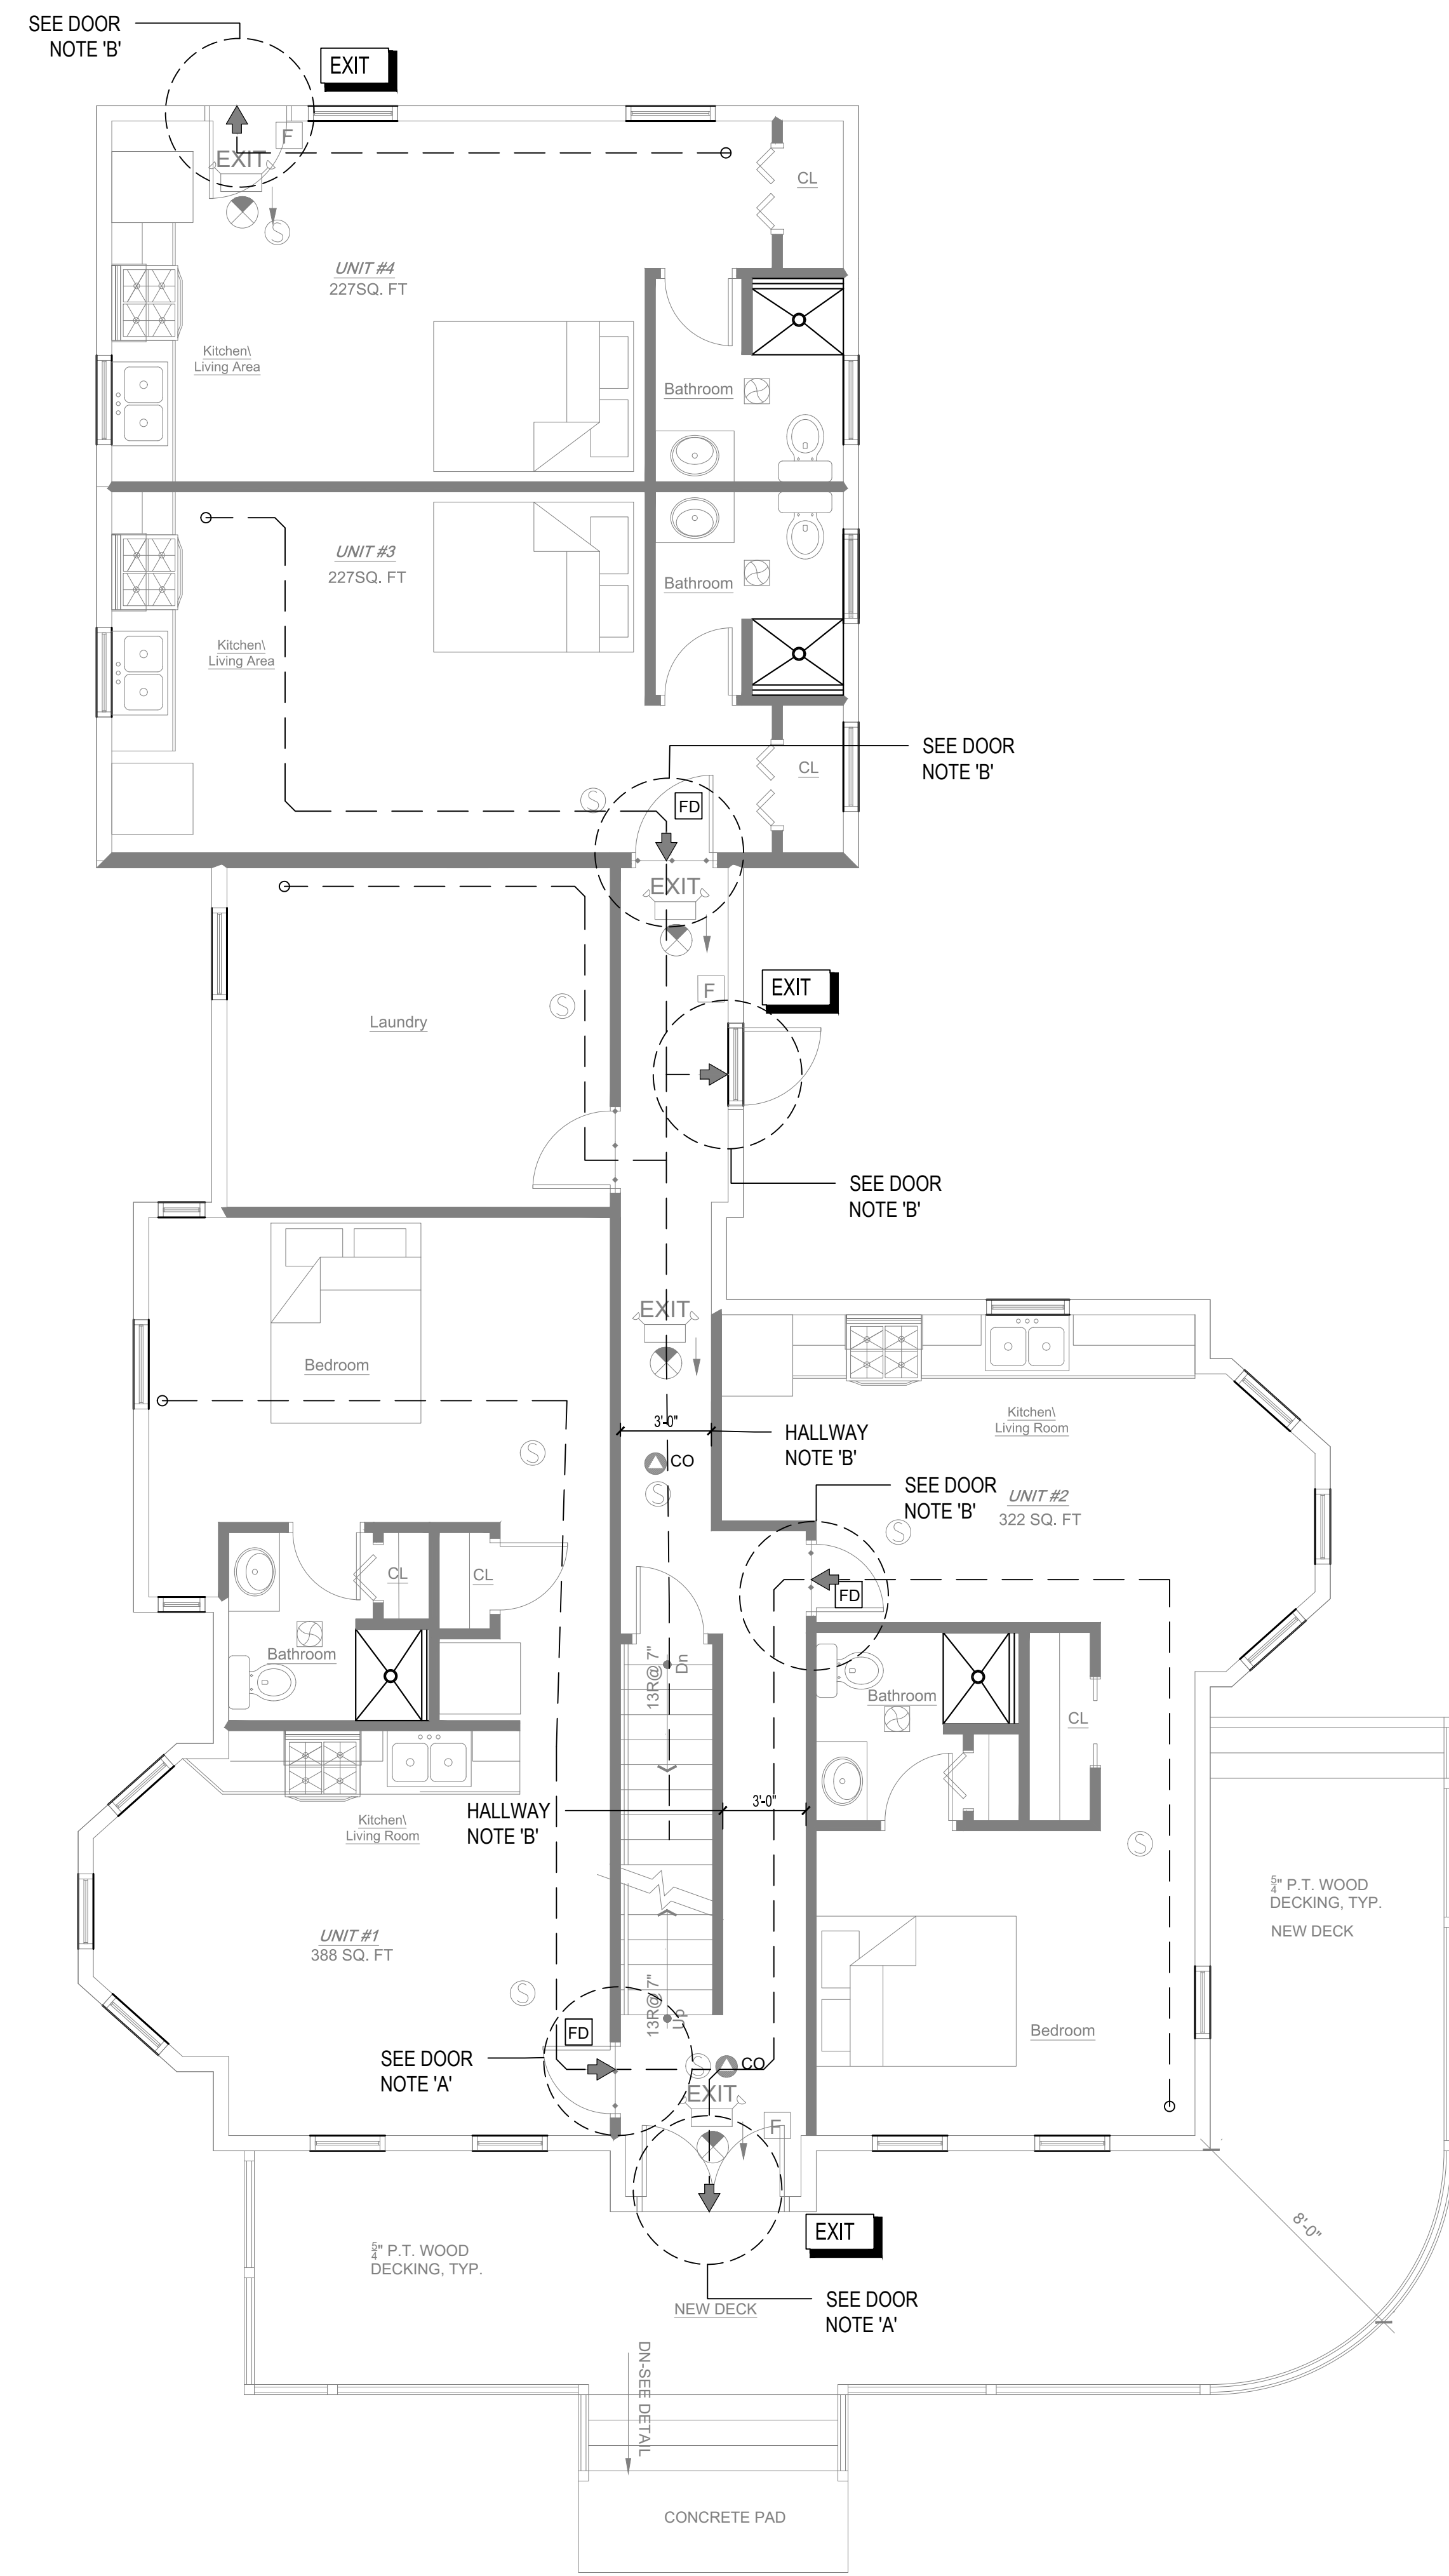 SEE DOOR
NOTE 'B'
EXIT
F
EXIT
S
CL
UNIT #4
227SQ. FT
Kitchen\
Living Area
Bathroom
UNIT #3
227SQ. FT
Bathroom
Kitchen\
Living Area
SEE DOOR
NOTE 'B'
CL
S
FD
EXIT
F
EXIT
S
Laundry
SEE DOOR
NOTE 'B'
EXIT
Bedroom
3'-0"
HALLWAY
NOTE 'B'
CO
S
S
Kitchen\
Living Room
SEE DOOR
NOTE 'B'
UNIT #2
322 SQ. FT
S
FD
CL
CL
Bathroom
13R@ 7"
Dn
Bathroom
CL
3'-0"
HALLWAY
NOTE 'B'
Kitchen\
Living Room
S
UNIT #1
388 SQ. FT
5/4" P.T. WOOD
DECKING, TYP.
NEW DECK
S
13R@ 7"
Up
FD
Bedroom
SEE DOOR
NOTE 'A'
S
CO
EXIT
F
EXIT
8'-0"
5/4" P.T. WOOD
DECKING, TYP.
SEE DOOR
NOTE 'A'
NEW DECK
DN-SEE DETAIL
CONCRETE PAD